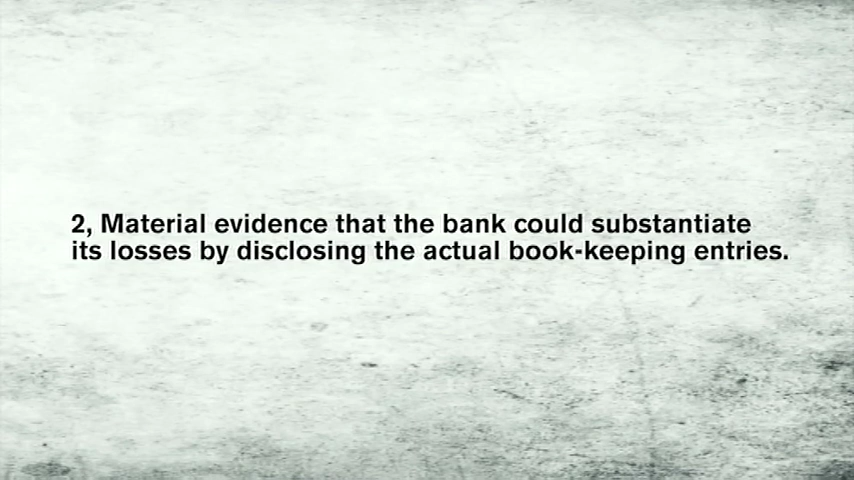 2, Material evidence that the bank could substantiate
its losses by disclosing the actual book-keeping entries.